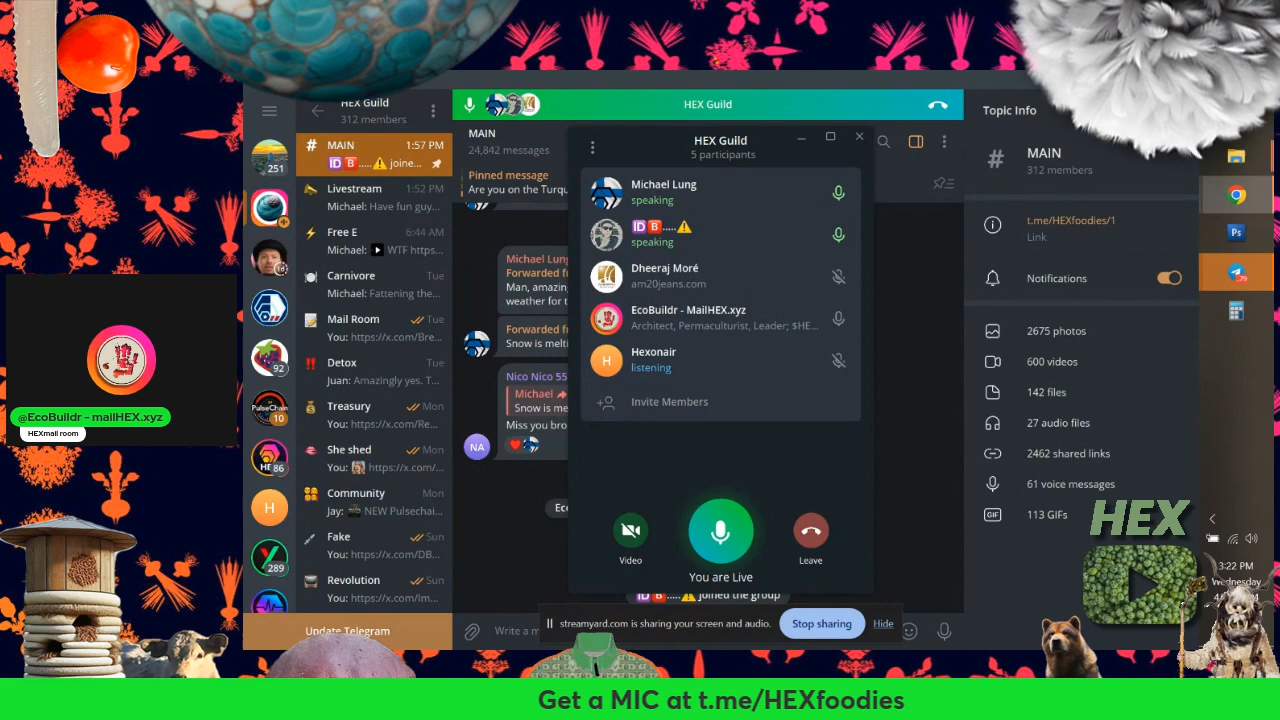 HEX Guild
312 members
MAIN
1:57 PM
ID B.....⚠ joine...
Livestream
1:52 PM
Michael: Have fun guy...
Free E
6:44 AM
Michael: WTF https...
Carnivore
Tue
Michael: Fattening the...
Mail Room
Tue
You: https://x.com/Bre...
Detox
Tue
Juan: Amazingly yes. T...
Treasury
Mon
You: https://x.com/Re...
She shed
Mon
You: https://x.com/...
Community
Mon
Jay: NEW Pulsechai...
Fake
Sun
You: https://x.com/DB...
Revolution
Sun
You: https://x.com/Im...
Update Telegram
251
92
PulseChain
10
HE
86
H
289
HEX Guild
MAIN
24,842 messages
Pinned message
Are you on the Turqu
Michael Lung
Forwarded fr
Man, amazing
weather for t
Forwarded fr
Snow is melti
Nico Nico 55
Michael
Snow is me
Miss you bro
NA
Eco
HEX Guild
5 participants
Michael Lung
speaking
ID B.....⚠
speaking
Dheeraj Moré
am20jeans.com
EcoBuildr - MailHEX.xyz
Architect, Permaculturist, Leader; $HE...
H
Hexonair
listening
Invite Members
Video
Leave
You are Live
ID B.....⚠ joined the group
Write a m
streamyard.com is sharing your screen and audio.
Stop sharing
Hide
Topic Info
MAIN
312 members
t.me/HEXfoodies/1
Link
Notifications
2675 photos
600 videos
142 files
27 audio files
2462 shared links
61 voice messages
GIF
113 GIFs
Ps
3:22 PM
Wednesday
HEX
@EcoBuildr - mailHEX.xyz
HEXmail room
Get a MIC at t.me/HEXfoodies